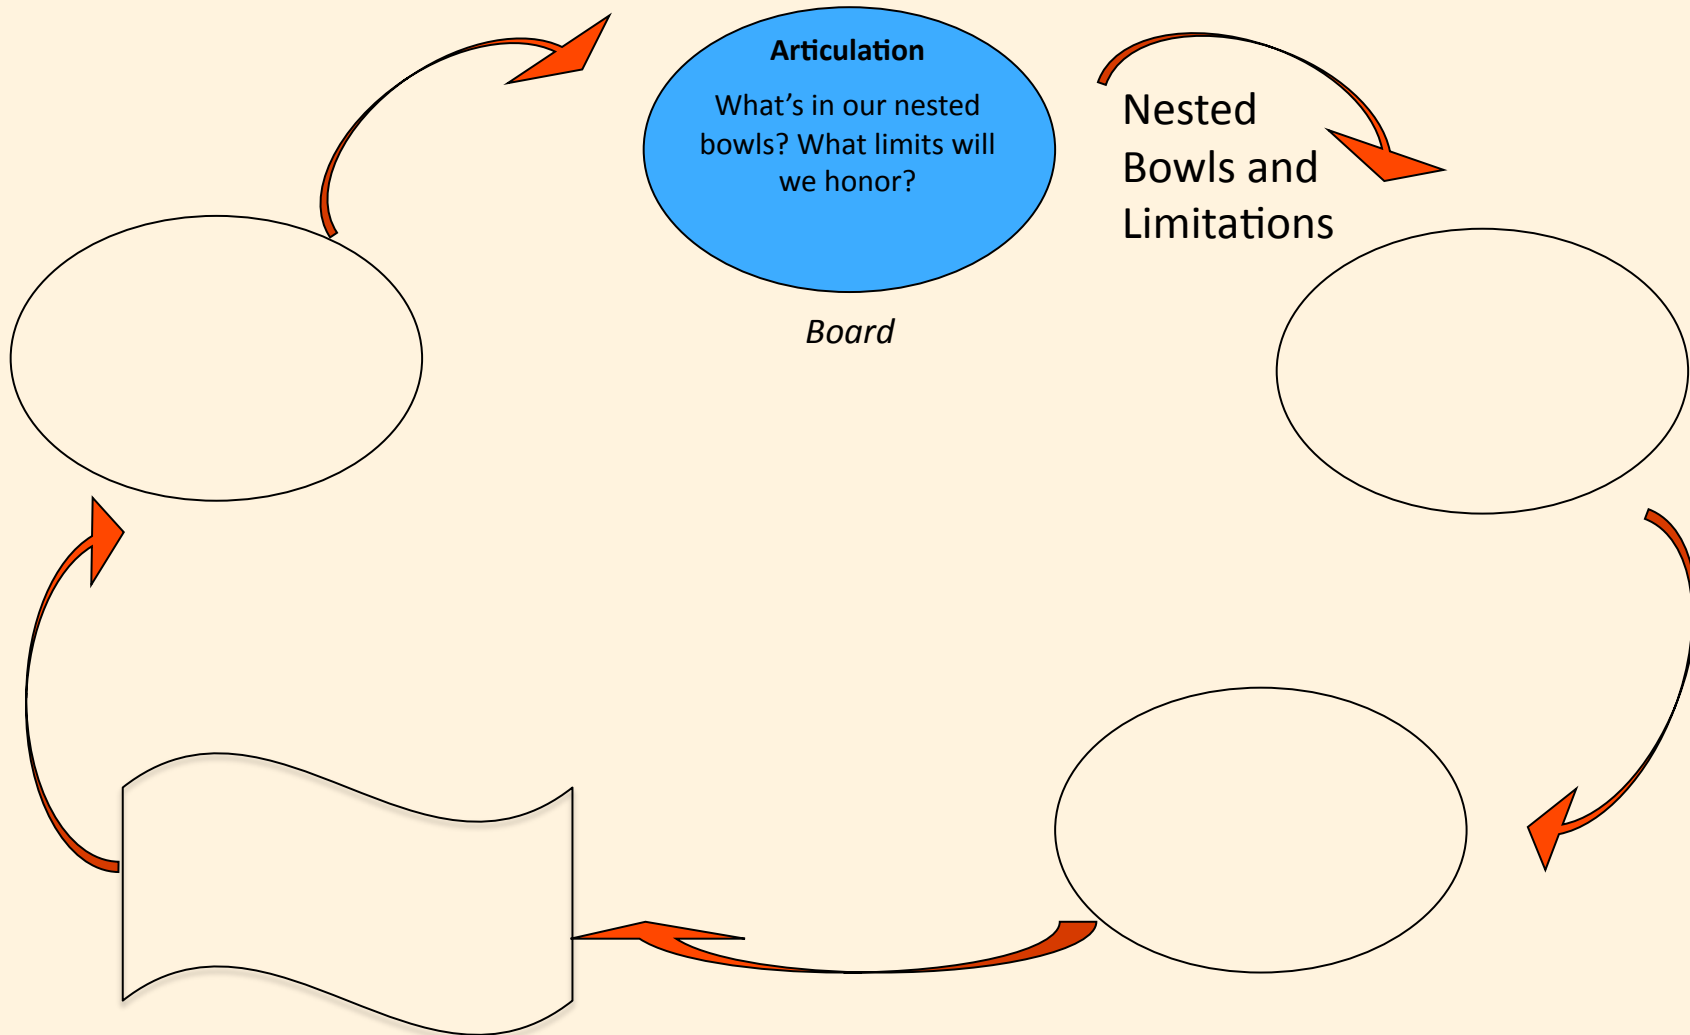 Articulation
What’s in our nested
bowls? What limits will
we honor?
Nested
Bowls and
Limitations
Board